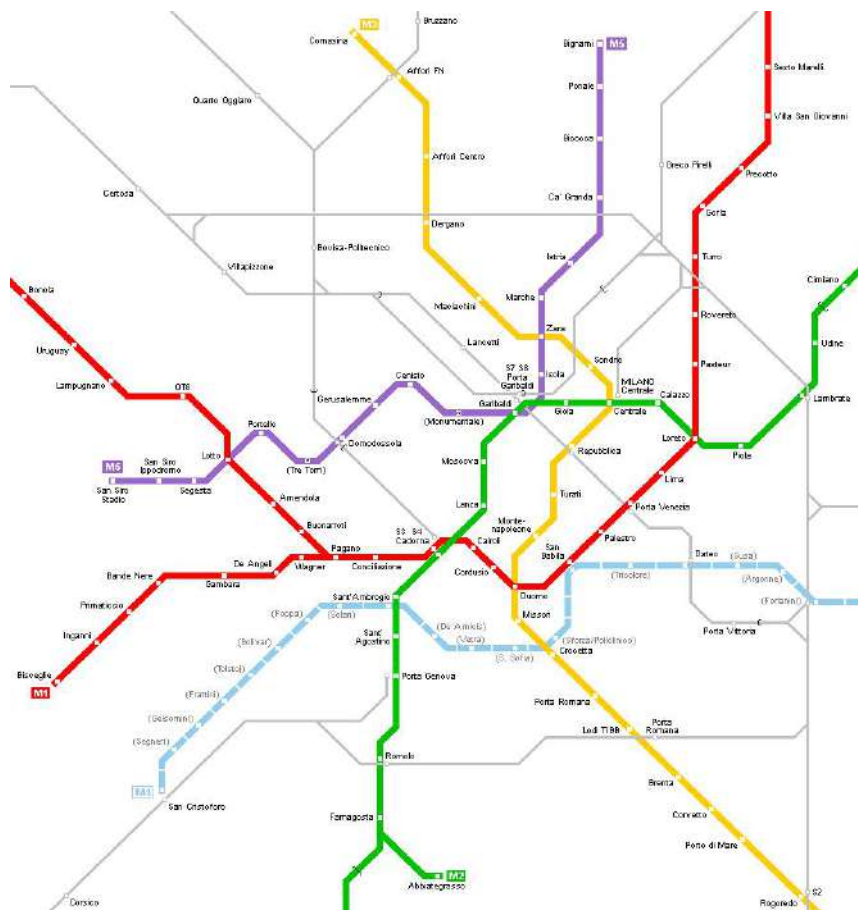 Bruzzano
M3
Comasina
Bignami
M5
Affori FN
Sesto Marelli
Quarto Oggiaro
Ponale
Villa San Giovanni
Bicocca
Affori Centro
Greco Pirelli
Precotto
Certosa
Ca' Granda
Gorla
Dergano
Bovisa-Politecnico
Istria
Turro
Villapizzone
Cimiano
Bonola
Marche
Maciachini
Rovereto
Zara
Udine
Uruguay
Lancetti
Sondrio
Pasteur
Lampugnano
QT8
Cenisio
S7 S8
Porta
Garibaldi
Isola
MILANO
Centrale
Gerusalemme
Garibaldi
Gioia
Centrale
Caiazzo
Lambrate
(Monumentale)
Portello
Domodossola
Loreto
Lotto
Moscova
Repubblica
Piola
M5
San Siro
Ippodromo
(Tre Torri)
San Siro
Stadio
Segesta
Lima
Amendola
Lanza
Turati
Porta Venezia
Buonarroti
Monte-
napoleone
S3 S4
Cadorna
Cairoli
Palestro
Pagano
San
Babila
De Angeli
Wagner
Conciliazione
Cordusio
Dateo
(Susa)
Bande Nere
Gambara
(Tricolore)
(Argonne)
Sant'Ambrogio
Duomo
(Forlanini)
Primaticcio
(Foppa)
(Solari)
Missori
Inganni
(Bolivar)
Sant'
Agostino
(De Amicis)
(Vetra)
(Sforza/Policlinico)
Porta Vittoria
(S. Sofia)
Crocetta
Bisceglie
(Tolstoi)
Porta Genova
M1
(Frattini)
Porta Romana
(Gelsomini)
Lodi TIBB
Porta
Romana
(Segneri)
Romolo
Brenta
San Cristoforo
Famagosta
Corvetto
Porto di Mare
M2
Abbiategrasso
S2
Corsico
Rogoredo